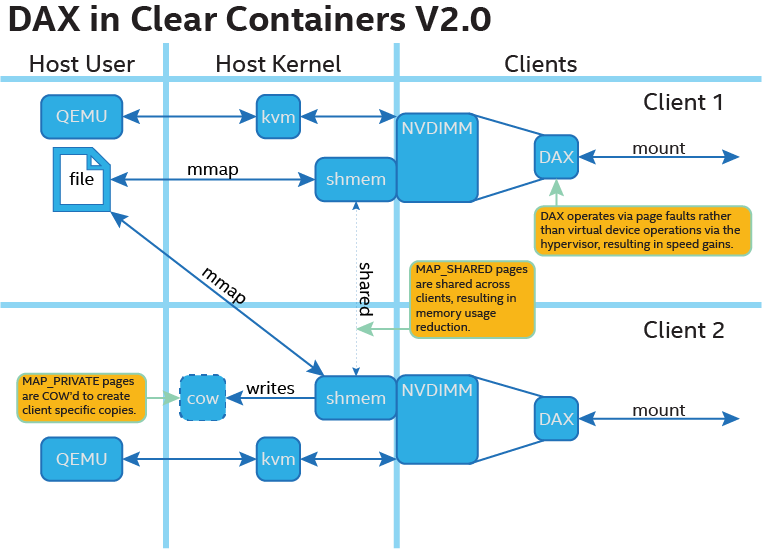 DAX in Clear Containers V2.0
Host User
Host Kernel
Clients
Client 1
QEMU
kvm
NVDIMM
DAX
mount
file
mmap
shmem
DAX operates via page faults rather
than virtual device operations via the
hypervisor, resulting in speed gains.
mmap
shared
MAP_SHARED pages
are shared across
clients, resulting in
memory usage
reduction.
Client 2
MAP_PRIVATE pages
are COW'd to create
client specific copies.
cow
writes
shmem
NVDIMM
DAX
mount
QEMU
kvm